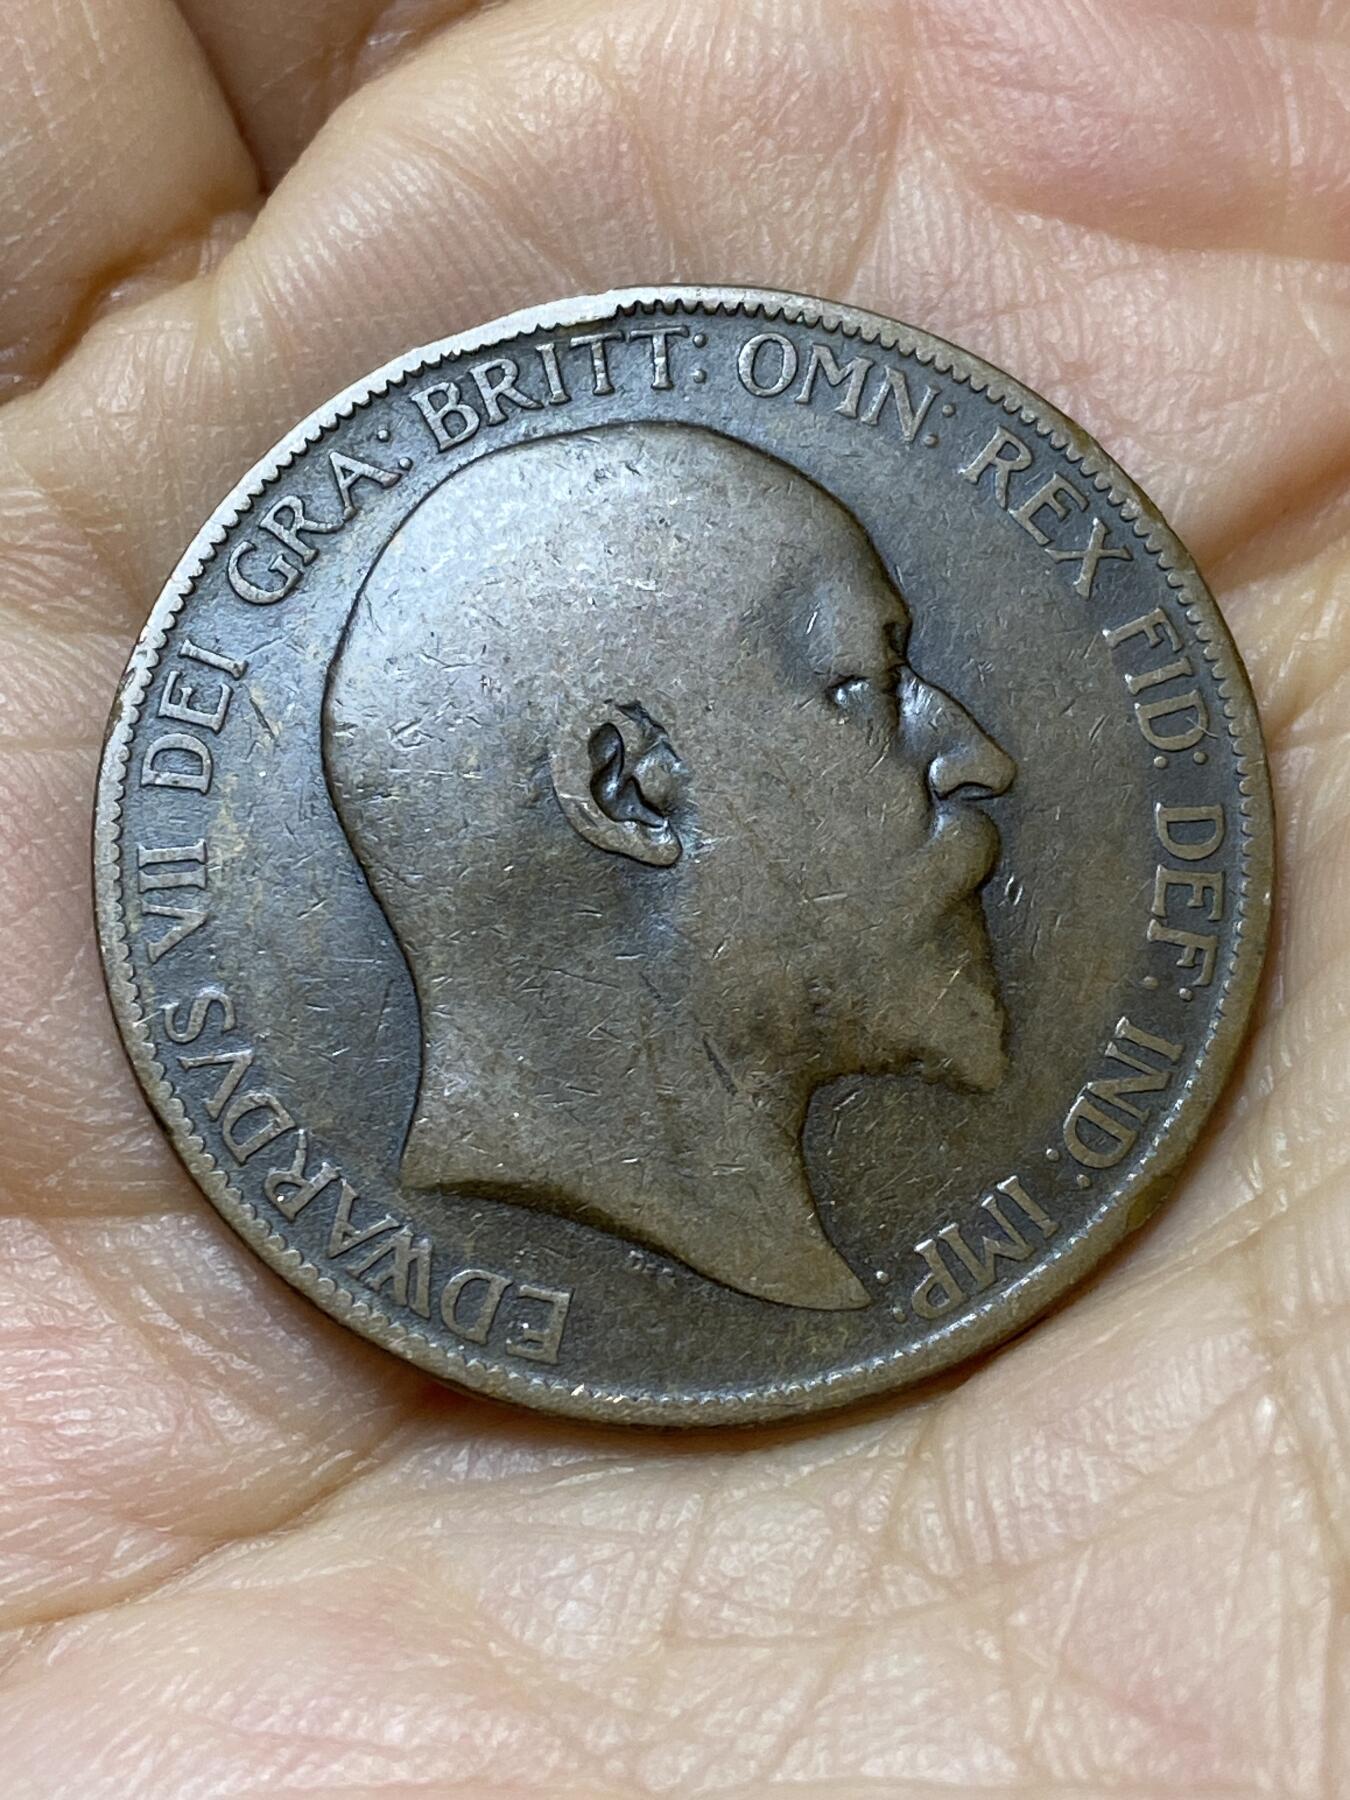 EDWARDVS VII DEI GRA: BRITT: OMN: REX FID: DEF: IND: IMP: